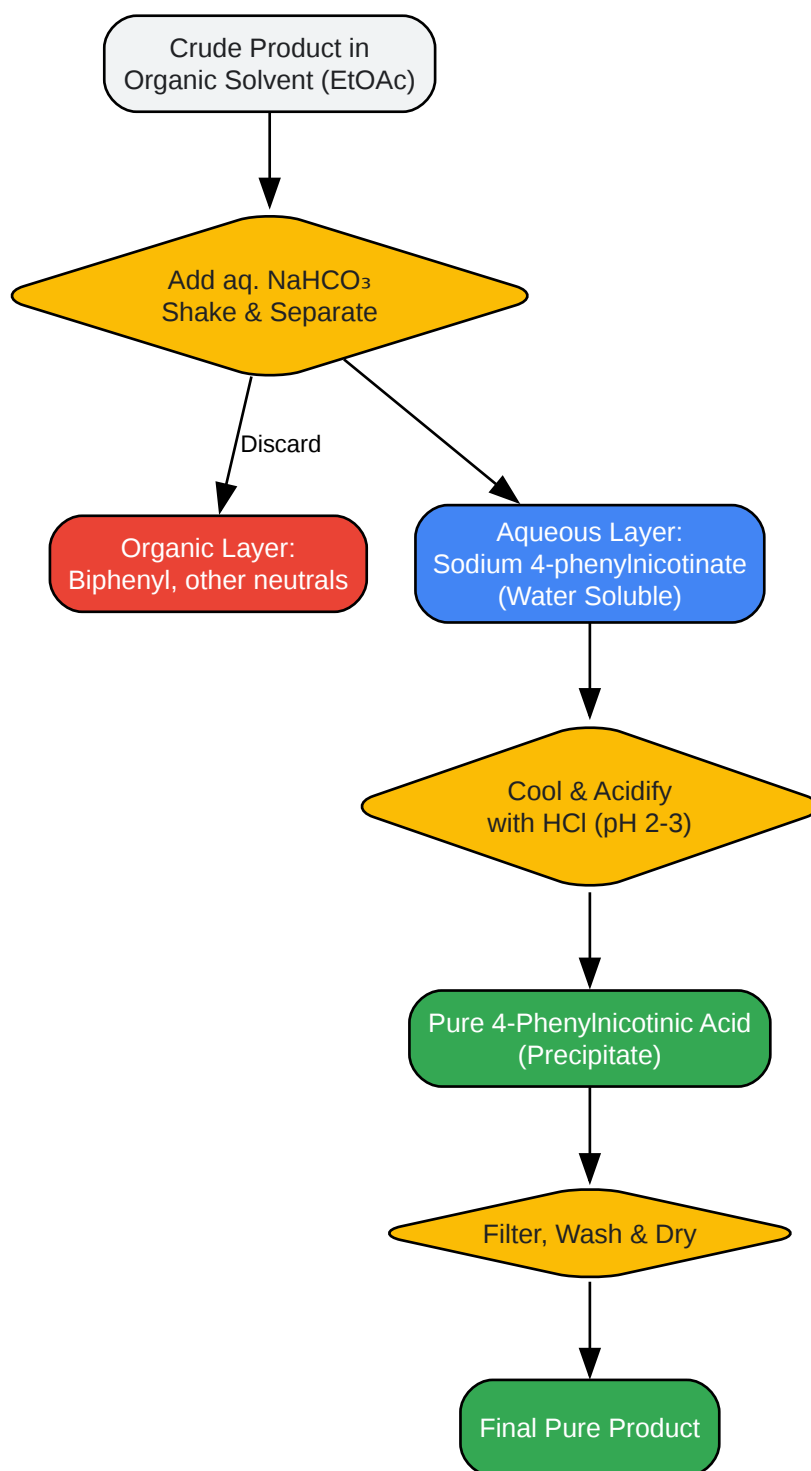 Crude Product in
Organic Solvent (EtOAc)
Add aq. NaHCO₃
Shake & Separate
Discard
Organic Layer:
Biphenyl, other neutrals
Aqueous Layer:
Sodium 4-phenylnicotinate
(Water Soluble)
Cool & Acidify
with HCl (pH 2-3)
Pure 4-Phenylnicotinic Acid
(Precipitate)
Filter, Wash & Dry
Final Pure Product